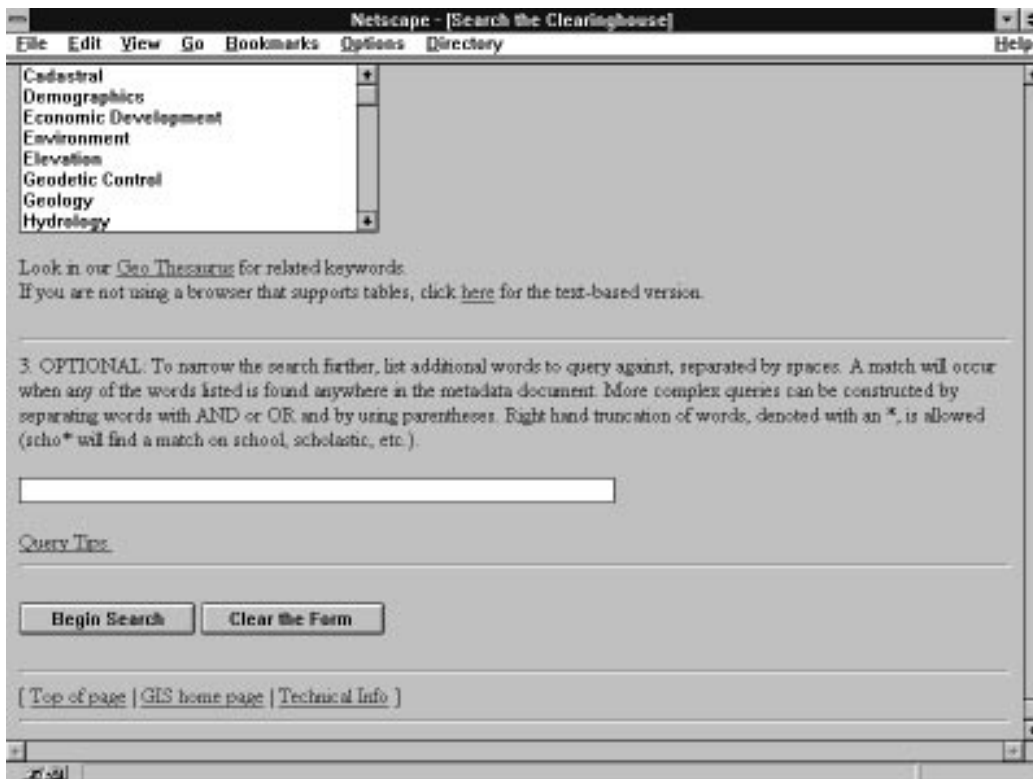 Netscape - [Search the Clearinghouse]
File Edit View Go Bookmarks Options Directory Help
Cadastral
Demographics
Economic Development
Environment
Elevation
Geodetic Control
Geology
Hydrology
Look in our Geo Thesaurus for related keywords.
If you are not using a browser that supports tables, click here for the text-based version.
3. OPTIONAL: To narrow the search further, list additional words to query against, separated by spaces. A match will occur
when any of the words listed is found anywhere in the metadata document. More complex queries can be constructed by
separating words with AND or OR and by using parentheses. Right hand truncation of words, denoted with an *, is allowed
(scho* will find a match on school, scholastic, etc.).
Query Tips
Begin Search Clear the Form
[ Top of page | GIS home page | Technical Info ]